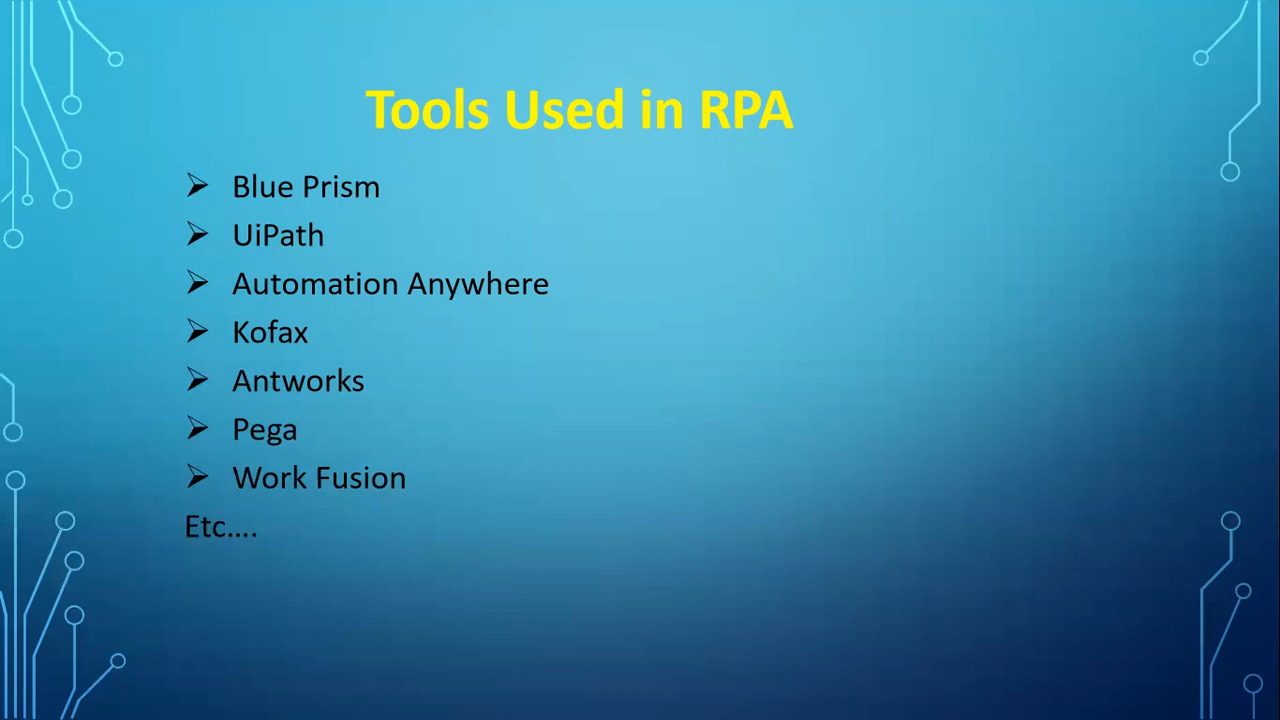 Tools Used in RPA
➢ Blue Prism
➢ UiPath
➢ Automation Anywhere
➢ Kofax
➢ Antworks
➢ Pega
➢ Work Fusion
Etc....